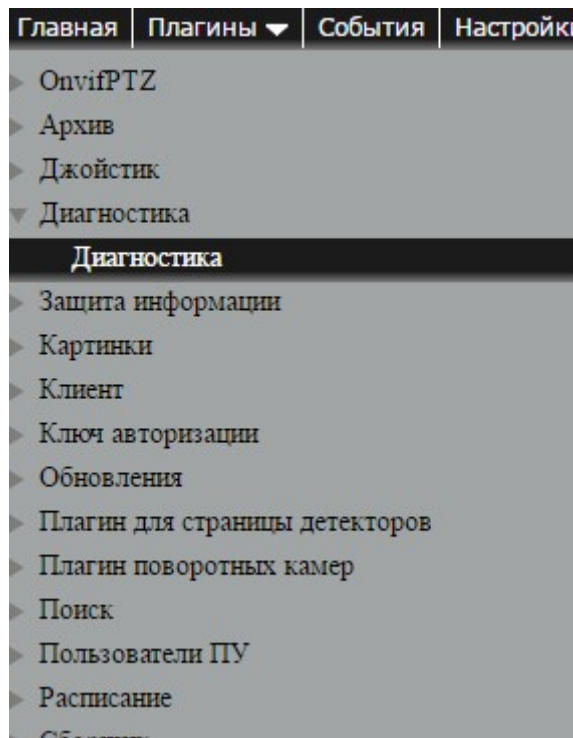 Главная Плагины События Настройки
OnvifPTZ
Архив
Джойстик
Диагностика
Диагностика
Защита информации
Картинки
Клиент
Ключ авторизации
Обновления
Плагин для страницы детекторов
Плагин поворотных камер
Поиск
Пользователи ПУ
Расписание